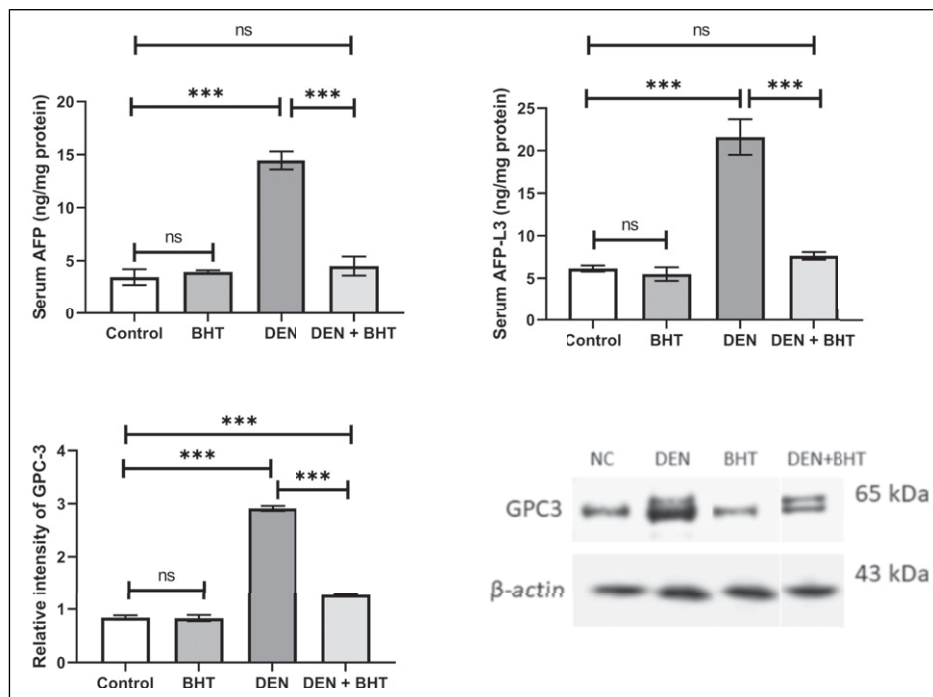 ns
*** ***
Serum AFP (ng/mg protein)
20
15
10
5
0
ns
Control BHT DEN DEN + BHT
ns
*** ***
Serum AFP-L3 (ng/mg protein)
25
20
15
10
5
0
ns
Control BHT DEN DEN + BHT
***
*** ***
Relative intensity of GPC-3
4
3
2
1
0
ns
Control BHT DEN DEN + BHT
NC DEN BHT DEN+BHT
GPC3 65 kDa
β-actin 43 kDa